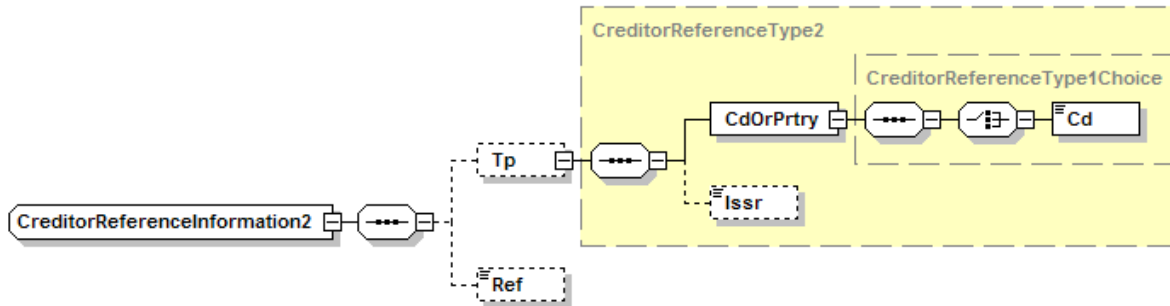 CreditorReferenceType2
CreditorReferenceType1Choice
CdOrPrtry
Cd
Tp
Issr
CreditorReferenceInformation2
Ref